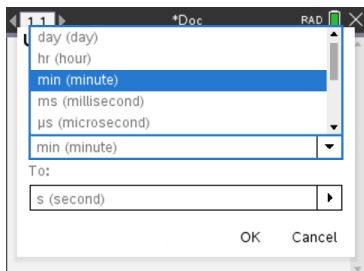 1.1 *Doc RAD
day (day)
hr (hour)
min (minute)
ms (millisecond)
µs (microsecond)
min (minute)
To:
s (second)
OK Cancel